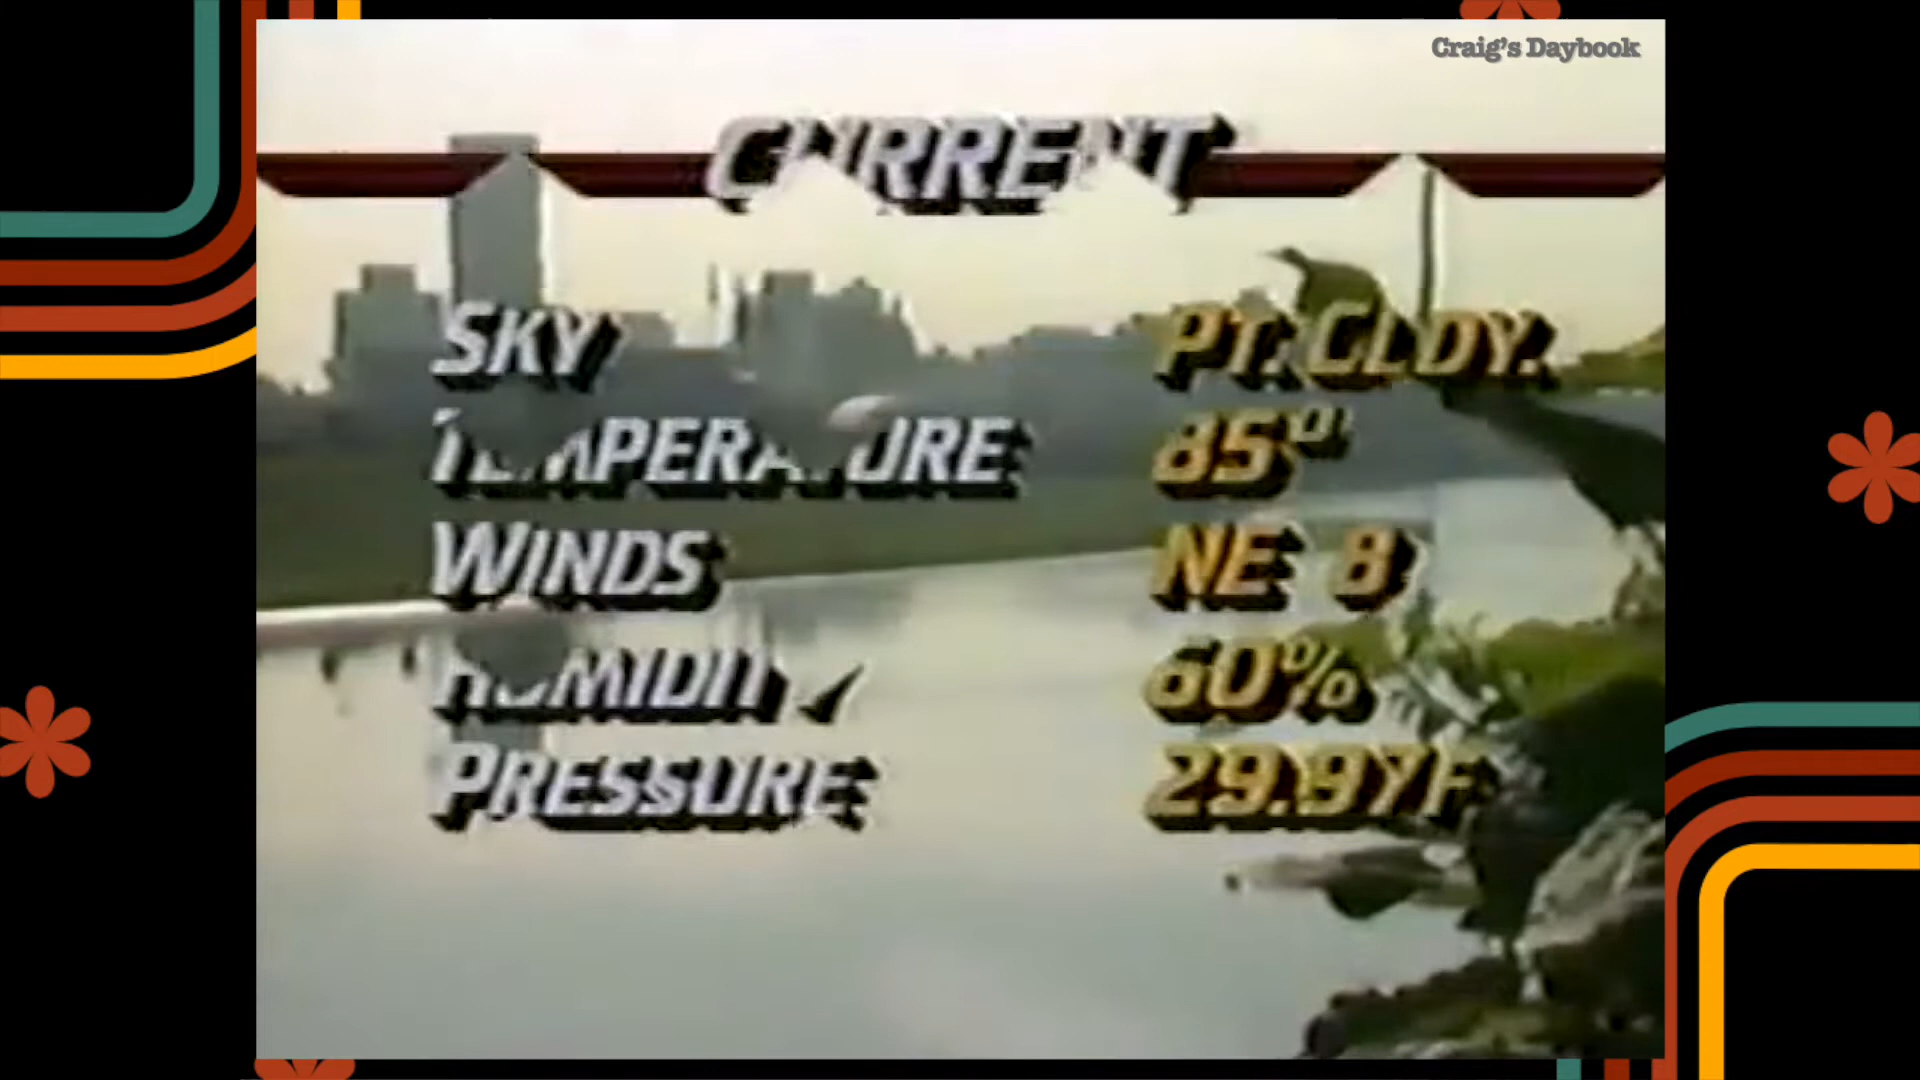 Craig's Daybook
CURRENT
SKY PT. CLDY.
TEMPERATURE 85°
WINDS NE 8
HUMIDITY 60%
PRESSURE 29.97F